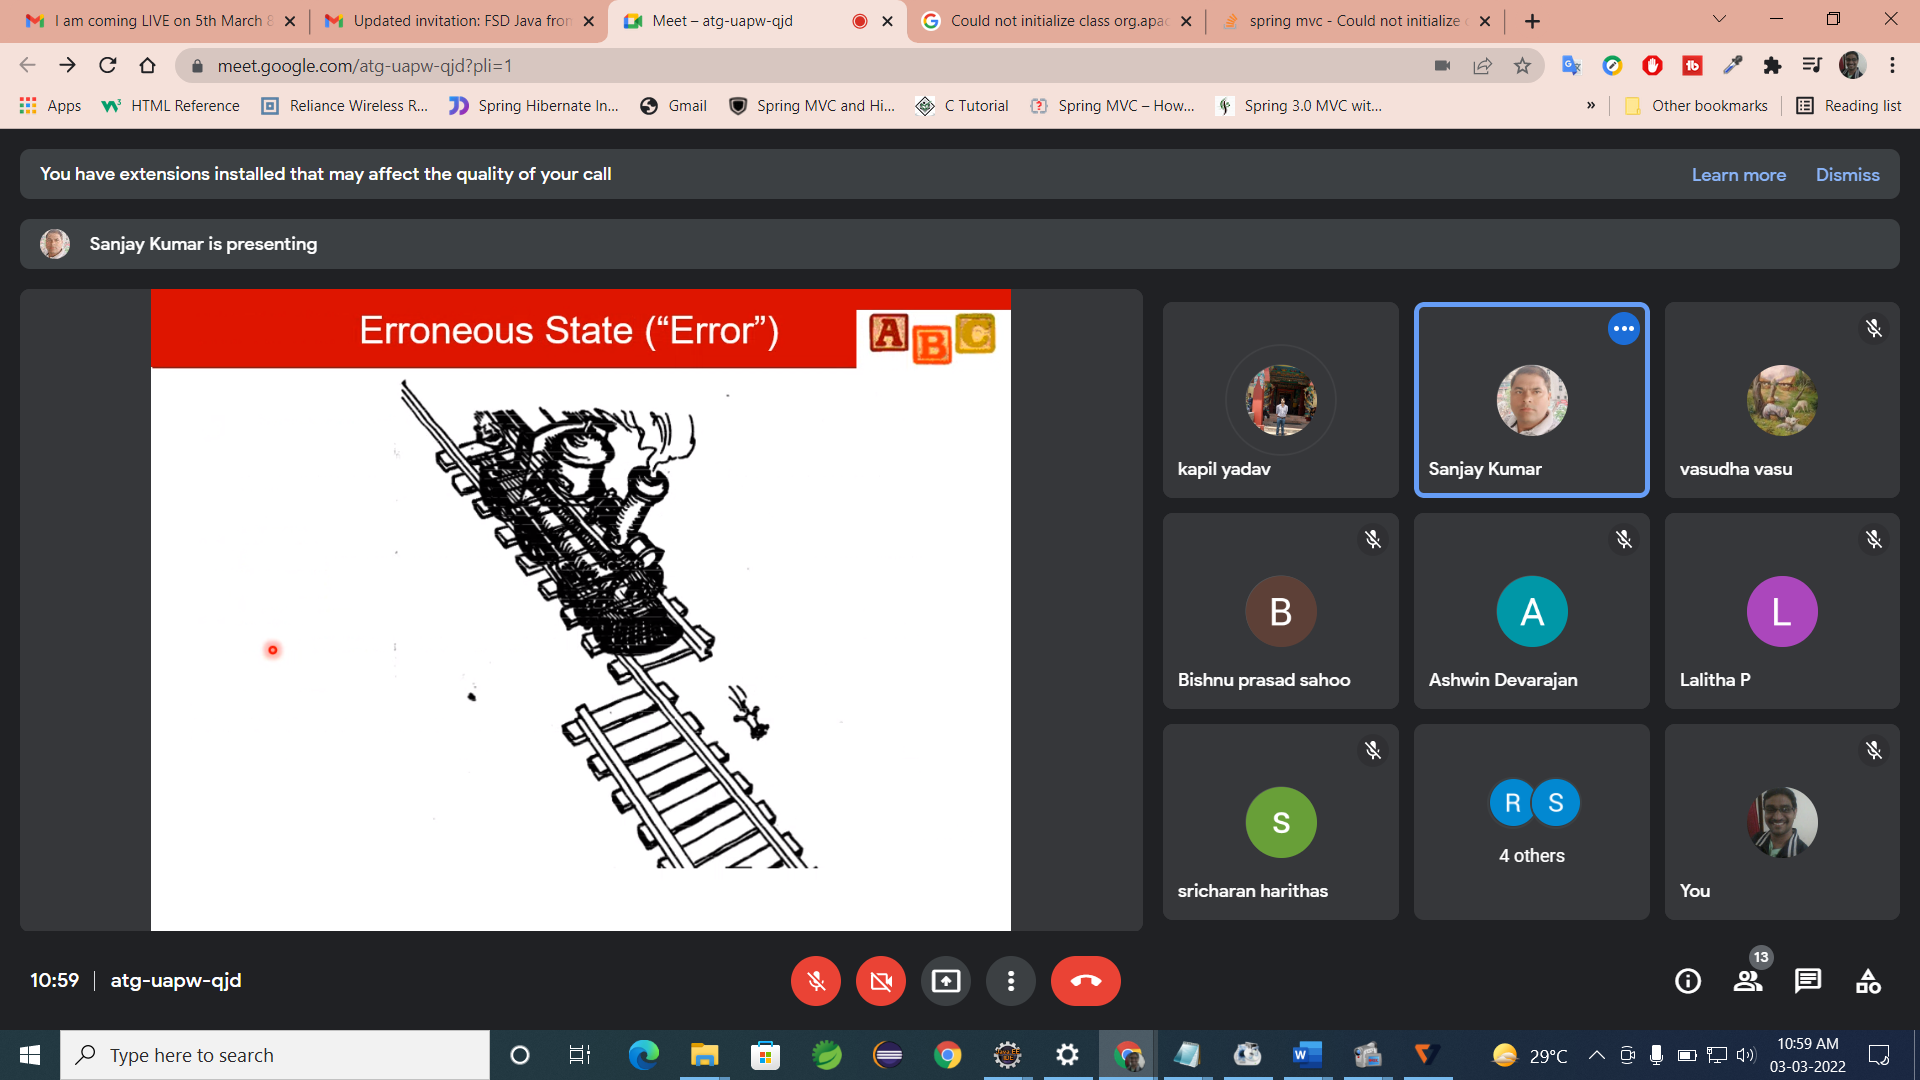 I am coming LIVE on 5th March 8
Updated invitation: FSD Java fron
Meet – atg-uapw-qjd
Could not initialize class org.apac
spring mvc - Could not initialize c
meet.google.com/atg-uapw-qjd?pli=1
Apps
HTML Reference
Reliance Wireless R...
Spring Hibernate In...
Gmail
Spring MVC and Hi...
C Tutorial
Spring MVC – How...
Spring 3.0 MVC wit...
»
Other bookmarks
Reading list
You have extensions installed that may affect the quality of your call
Learn more
Dismiss
Sanjay Kumar is presenting
Erroneous State (“Error”)
A B C
kapil yadav
Sanjay Kumar
vasudha vasu
B
A
L
Bishnu prasad sahoo
Ashwin Devarajan
Lalitha P
S
R S
4 others
sricharan harithas
You
10:59 | atg-uapw-qjd
13
Type here to search
29°C
10:59 AM
03-03-2022